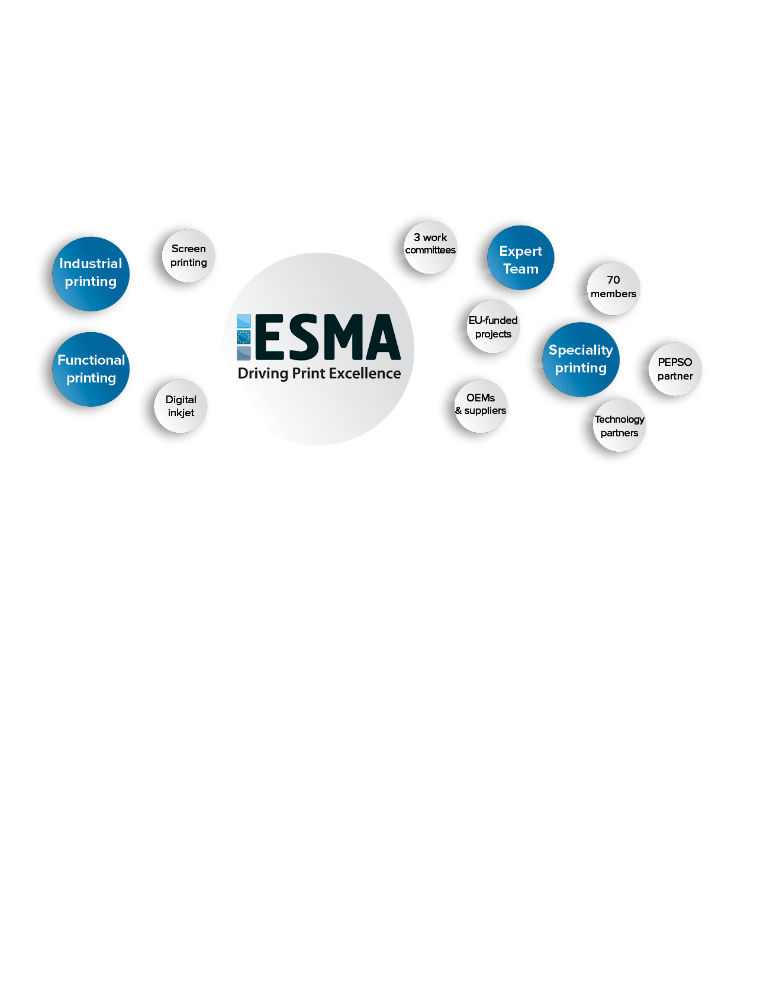 Industrial
printing
Screen
printing
Functional
printing
Digital
inkjet
ESMA
Driving Print Excellence
3 work
committees
Expert
Team
70
members
EU-funded
projects
Speciality
printing
PEPSO
partner
OEMs
& suppliers
Technology
partners